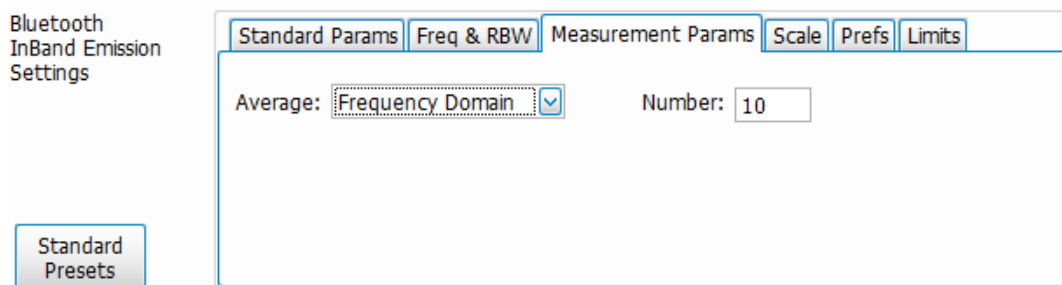 Bluetooth
InBand Emission
Settings
Standard Params Freq & RBW Measurement Params Scale Prefs Limits
Average: Frequency Domain Number: 10
Standard
Presets